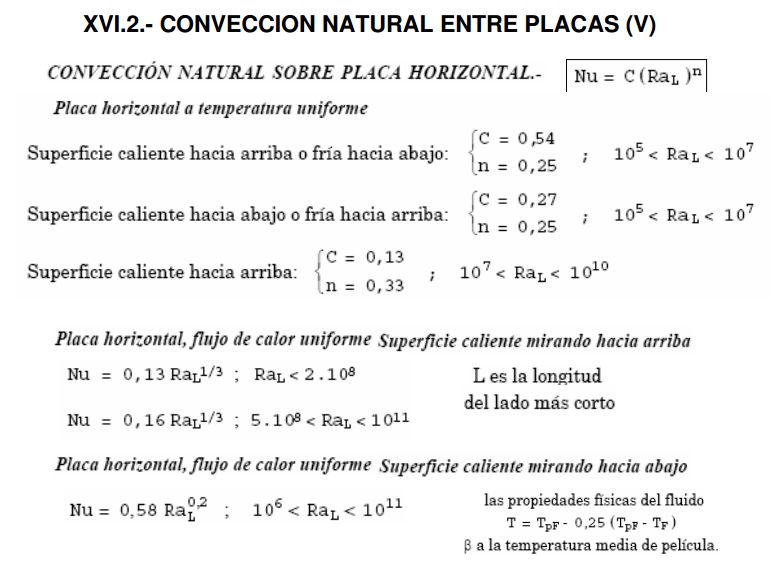 XVI.2.- CONVECCION NATURAL ENTRE PLACAS (V)
CONVECCIÓN NATURAL SOBRE PLACA HORIZONTAL.- Nu = C (Ra_L)^n
Placa horizontal a temperatura uniforme
Superficie caliente hacia arriba o fría hacia abajo: {C = 0,54 n = 0,25 ; 10^5 < Ra_L < 10^7
Superficie caliente hacia abajo o fría hacia arriba: {C = 0,27 n = 0,25 ; 10^5 < Ra_L < 10^7
Superficie caliente hacia arriba: {C = 0,13 n = 0,33 ; 10^7 < Ra_L < 10^10
Placa horizontal, flujo de calor uniforme Superficie caliente mirando hacia arriba
Nu = 0,13 Ra_L^1/3 ; Ra_L < 2.10^8 L es la longitud
del lado más corto
Nu = 0,16 Ra_L^1/3 ; 5.10^8 < Ra_L < 10^11
Placa horizontal, flujo de calor uniforme Superficie caliente mirando hacia abajo
Nu = 0,58 Ra_L^0,2 ; 10^6 < Ra_L < 10^11
las propiedades físicas del fluido
T = T_pF - 0,25 (T_pF - T_F)
β a la temperatura media de película.